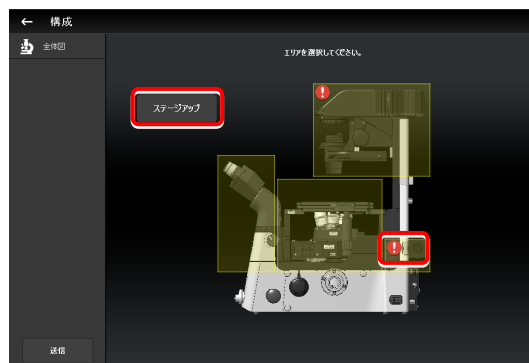 ← 構成
全体図
エリアを選択してください。
ステージアップ
送信